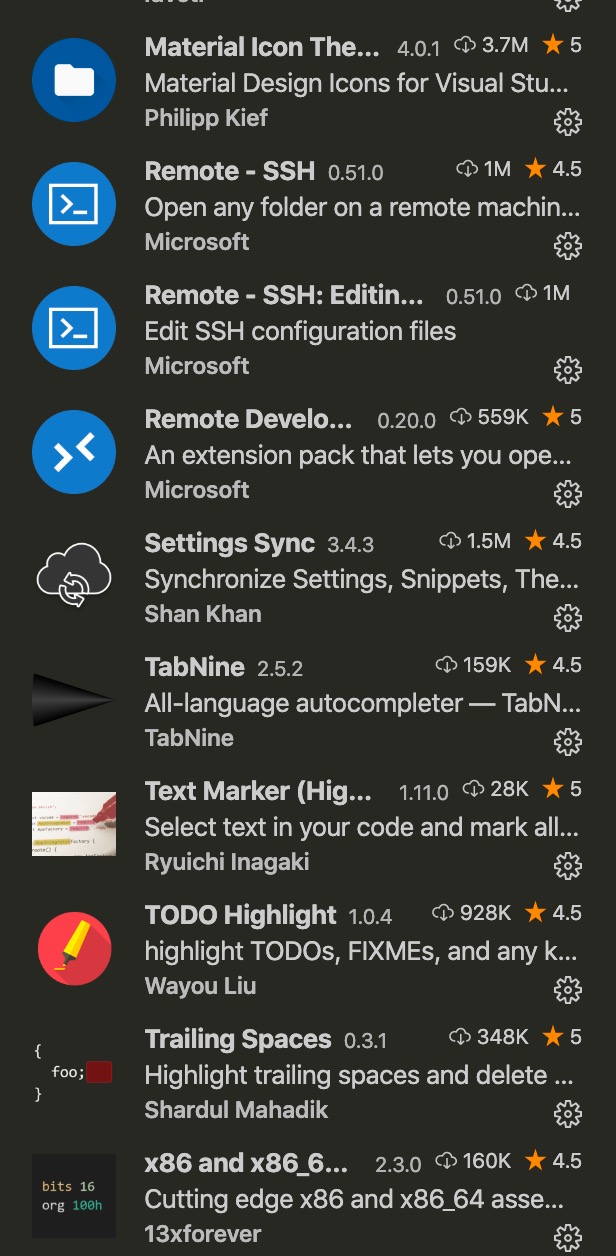 Material Icon The... 4.0.1 3.7M 5
Material Design Icons for Visual Stu...
Philipp Kief
Remote - SSH 0.51.0 1M 4.5
Open any folder on a remote machin...
Microsoft
Remote - SSH: Editin... 0.51.0 1M
Edit SSH configuration files
Microsoft
Remote Develo... 0.20.0 559K 5
An extension pack that lets you ope...
Microsoft
Settings Sync 3.4.3 1.5M 4.5
Synchronize Settings, Snippets, The...
Shan Khan
TabNine 2.5.2 159K 4.5
All-language autocompleter — TabN...
TabNine
Text Marker (Hig... 1.11.0 28K 5
Select text in your code and mark all...
Ryuichi Inagaki
TODO Highlight 1.0.4 928K 4.5
highlight TODOs, FIXMEs, and any k...
Wayou Liu
{
foo;
}
Trailing Spaces 0.3.1 348K 5
Highlight trailing spaces and delete ...
Shardul Mahadik
bits 16
org 100h
x86 and x86_6... 2.3.0 160K 4.5
Cutting edge x86 and x86_64 asse...
13xforever